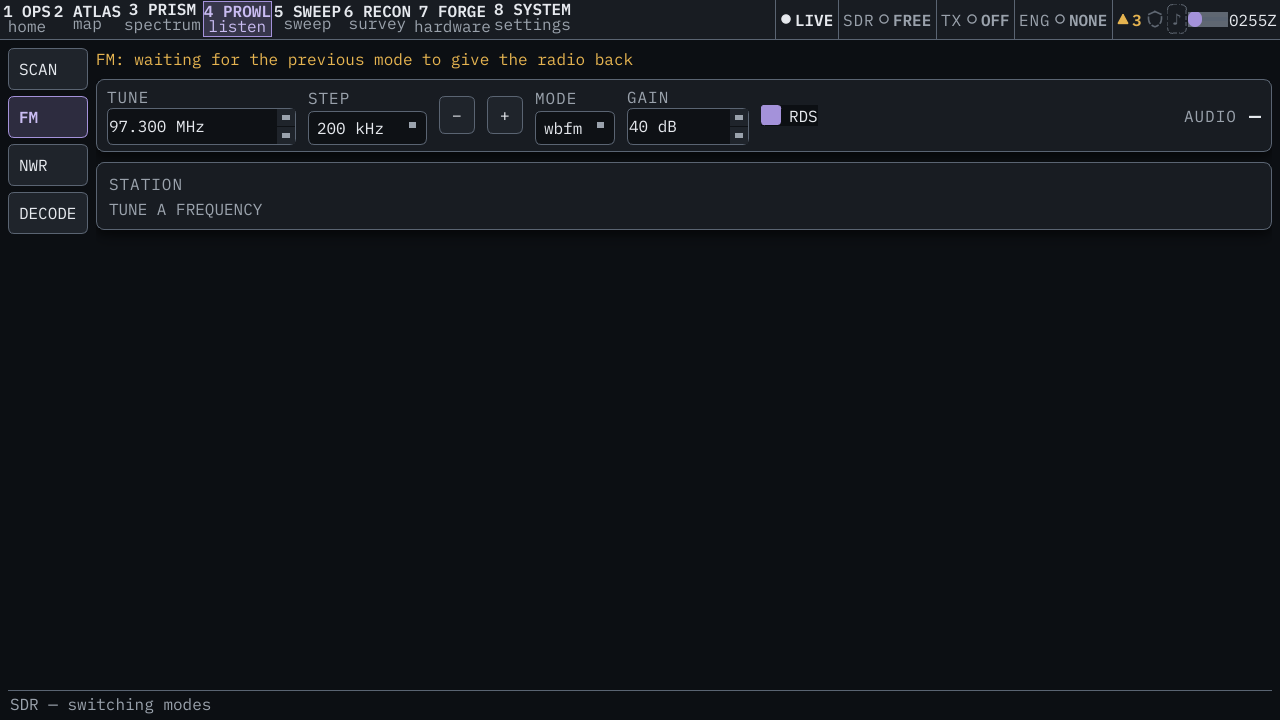 1 OPS 2 ATLAS 3 PRISM 4 PROWL 5 SWEEP 6 RECON 7 FORGE 8 SYSTEM
home map spectrum listen sweep survey hardware settings
LIVE SDR FREE TX OFF ENG NONE 3 ♪ 0255Z
SCAN
FM
NWR
DECODE
FM: waiting for the previous mode to give the radio back
TUNE STEP MODE GAIN
97.300 MHz 200 kHz − + wbfm 40 dB RDS AUDIO —
STATION
TUNE A FREQUENCY
SDR — switching modes